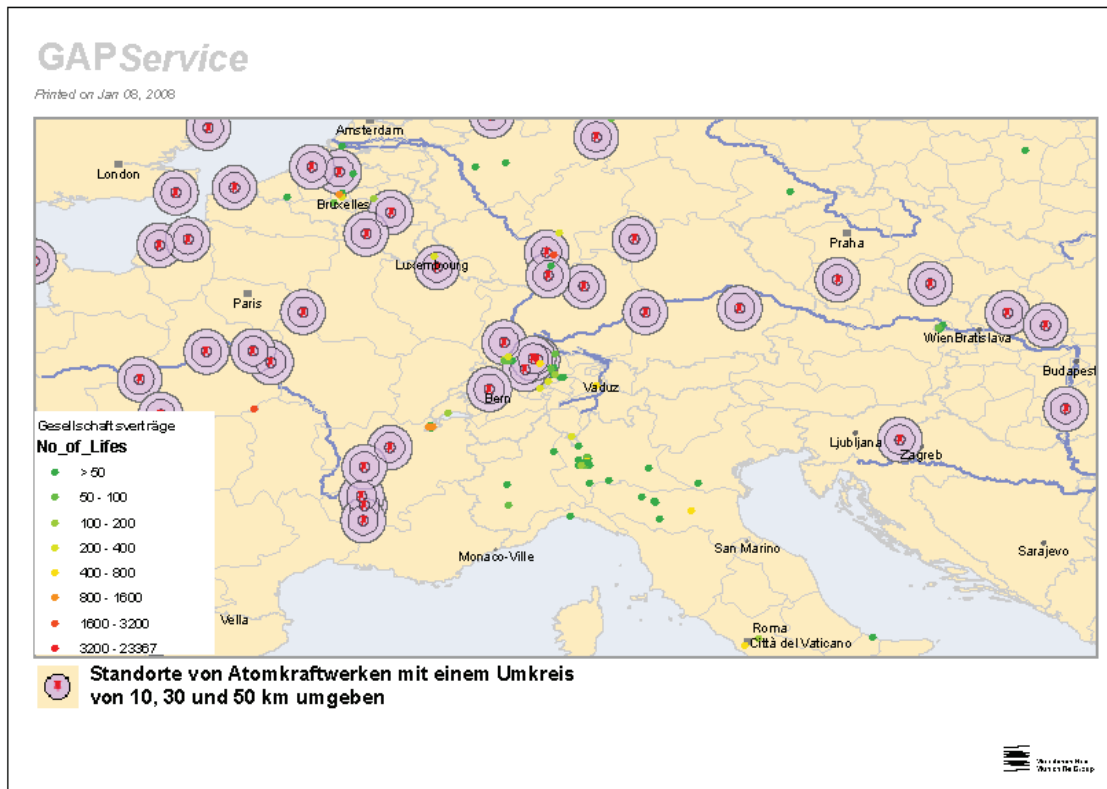 GAPService
Printed on Jan 08, 2008
Amsterdam
London
Bruxelles
Luxembourg
Praha
Paris
Wien
Bratislava
Budapest
Vaduz
Bern
Ljubljana
Zagreb
Monaco-Ville
San Marino
Sarajevo
Vella
Roma
Città del Vaticano
Gesellschaftsverträge
No_of_Lifes
> 50
50 - 100
100 - 200
200 - 400
400 - 800
800 - 1600
1600 - 3200
3200 - 23367
Standorte von Atomkraftwerken mit einem Umkreis
von 10, 30 und 50 km umgeben
Munich Re Group